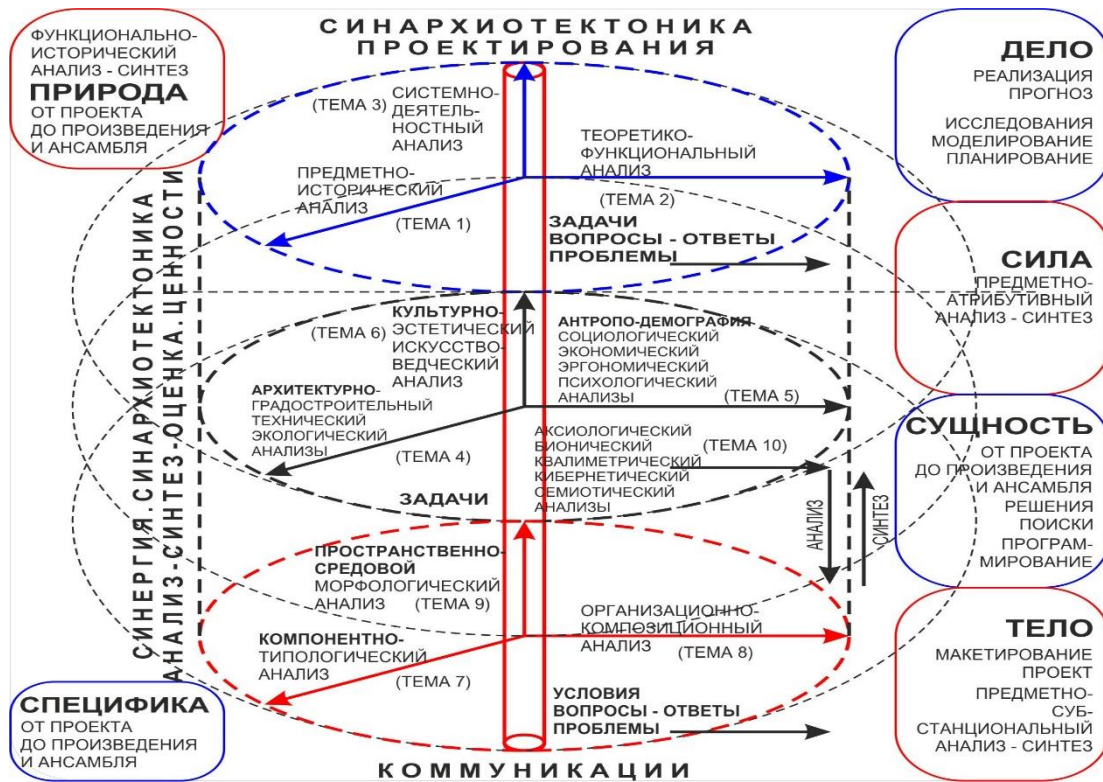 СИНАРХИОТЕКТОНИКА
ПРОЕКТИРОВАНИЯ
ФУНКЦИОНАЛЬНО-
ИСТОРИЧЕСКИЙ
АНАЛИЗ - СИНТЕЗ
ПРИРОДА
ОТ ПРОЕКТА
ДО ПРОИЗВЕДЕНИЯ
И АНСАМБЛЯ
СИНЕРГИЯ.СИНАРХИОТЕКТОНИКА
АНАЛИЗ-СИНТЕЗ-ОЦЕНКА.ЦЕННОСТИ
СПЕЦИФИКА
ОТ ПРОЕКТА
ДО ПРОИЗВЕДЕНИЯ
И АНСАМБЛЯ
(ТЕМА 3)
СИСТЕМНО-
ДЕЯТЕЛЬ-
НОСТНЫЙ
АНАЛИЗ
ТЕОРЕТИКО-
ФУНКЦИОНАЛЬНЫЙ
АНАЛИЗ
(ТЕМА 2)
ПРЕДМЕТНО-
ИСТОРИЧЕСКИЙ
АНАЛИЗ
(ТЕМА 1)
ЗАДАЧИ
ВОПРОСЫ - ОТВЕТЫ
ПРОБЛЕМЫ
(ТЕМА 6)
КУЛЬТУРНО-
ЭСТЕТИЧЕСКИЙ
ИСКУССТВО-
ВЕДЧЕСКИЙ
АНАЛИЗ
АНТРОПО-ДЕМОГРАФИЯ
СОЦИОЛОГИЧЕСКИЙ
ЭКОНОМИЧЕСКИЙ
ЭРГОНОМИЧЕСКИЙ
ПСИХОЛОГИЧЕСКИЙ
АНАЛИЗЫ
(ТЕМА 5)
АРХИТЕКТУРНО-
ГРАДОСТРОИТЕЛЬНЫЙ
ТЕХНИЧЕСКИЙ
ЭКОЛОГИЧЕСКИЙ
АНАЛИЗЫ
(ТЕМА 4)
АКСИОЛОГИЧЕСКИЙ
БИОНИЧЕСКИЙ
КВАЛИМЕТРИЧЕСКИЙ
КИБЕРНЕТИЧЕСКИЙ
СЕМИОТИЧЕСКИЙ
АНАЛИЗЫ
(ТЕМА 10)
ЗАДАЧИ
АНАЛИЗ
СИНТЕЗ
ПРОСТРАНСТВЕННО-
СРЕДОВОЙ
МОРФОЛОГИЧЕСКИЙ
АНАЛИЗ
(ТЕМА 9)
ОРГАНИЗАЦИОННО-
КОМПОЗИЦИОННЫЙ
АНАЛИЗ
(ТЕМА 8)
КОМПОНЕНТНО-
ТИПОЛОГИЧЕСКИЙ
АНАЛИЗ
(ТЕМА 7)
УСЛОВИЯ
ВОПРОСЫ - ОТВЕТЫ
ПРОБЛЕМЫ
КОММУНИКАЦИИ
ДЕЛО
РЕАЛИЗАЦИЯ
ПРОГНОЗ
ИССЛЕДОВАНИЯ
МОДЕЛИРОВАНИЕ
ПЛАНИРОВАНИЕ
СИЛА
ПРЕДМЕТНО-
АТРИБУТИВНЫЙ
АНАЛИЗ - СИНТЕЗ
СУЩНОСТЬ
ОТ ПРОЕКТА
ДО ПРОИЗВЕДЕНИЯ
И АНСАМБЛЯ
РЕШЕНИЯ
ПОИСКИ
ПРОГРАМ-
МИРОВАНИЕ
ТЕЛО
МАКЕТИРОВАНИЕ
ПРОЕКТ
ПРЕДМЕТНО-
СУБ-
СТАНЦИОНАЛЬНЫЙ
АНАЛИЗ - СИНТЕЗ